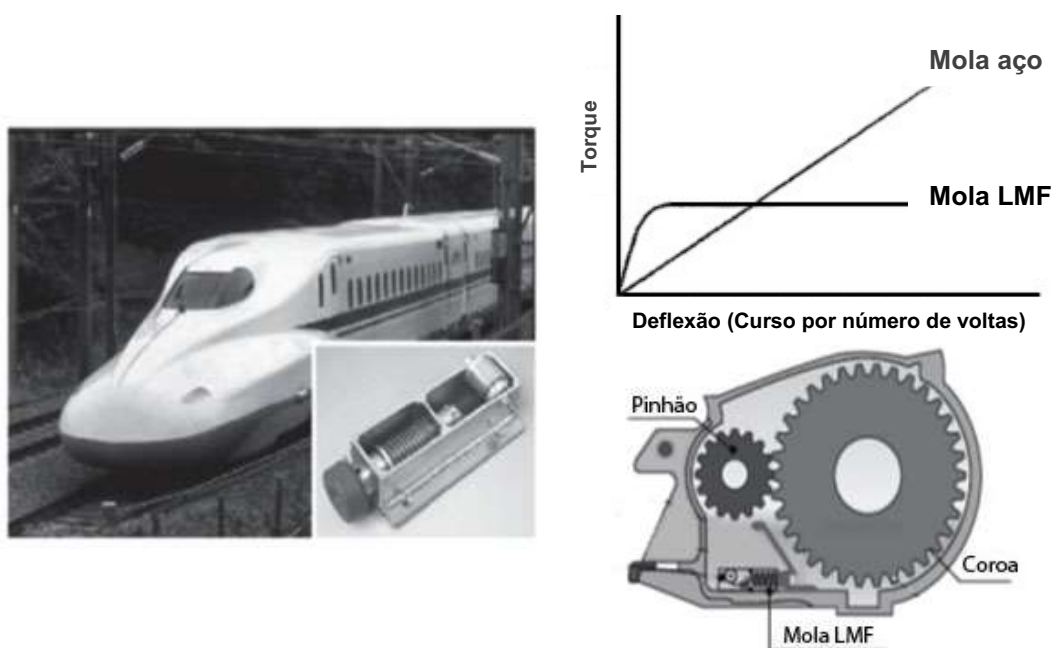 Torque
Mola aço
Mola LMF
Deflexão (Curso por número de voltas)
Pinhão
Coroa
Mola LMF